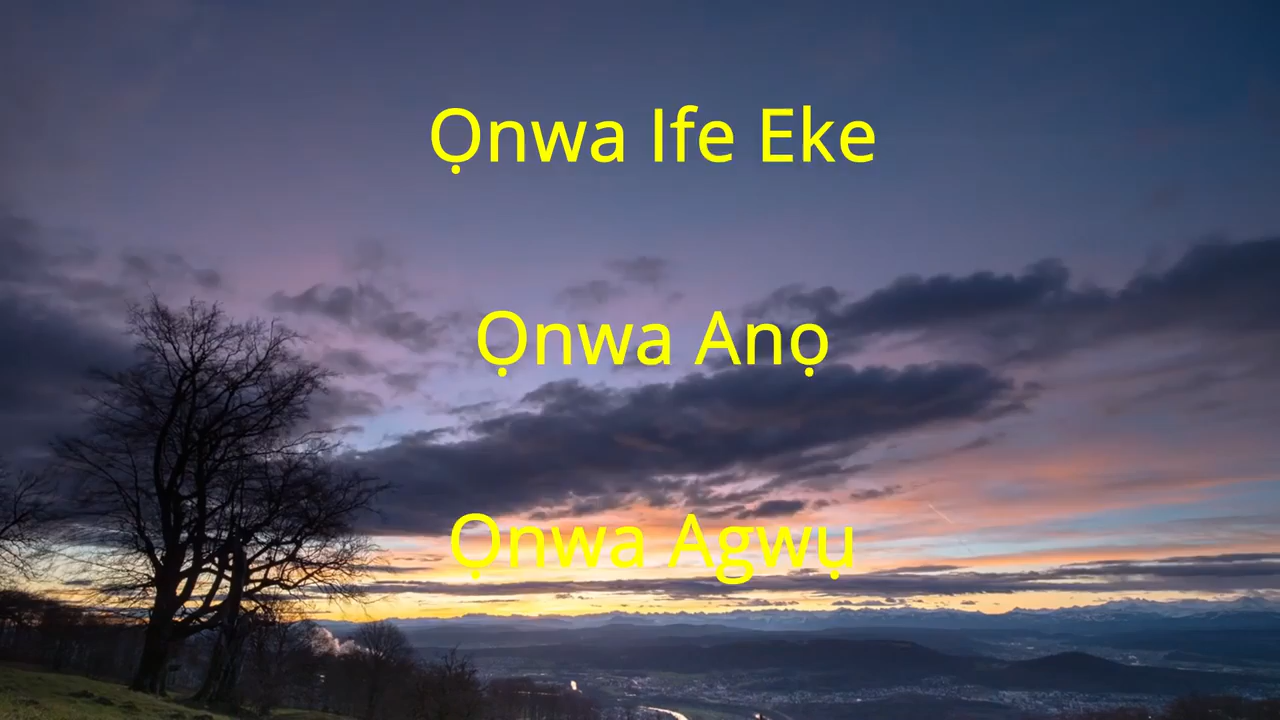 Ọnwa Ife Eke
Ọnwa Anọ
Ọnwa Agwụ